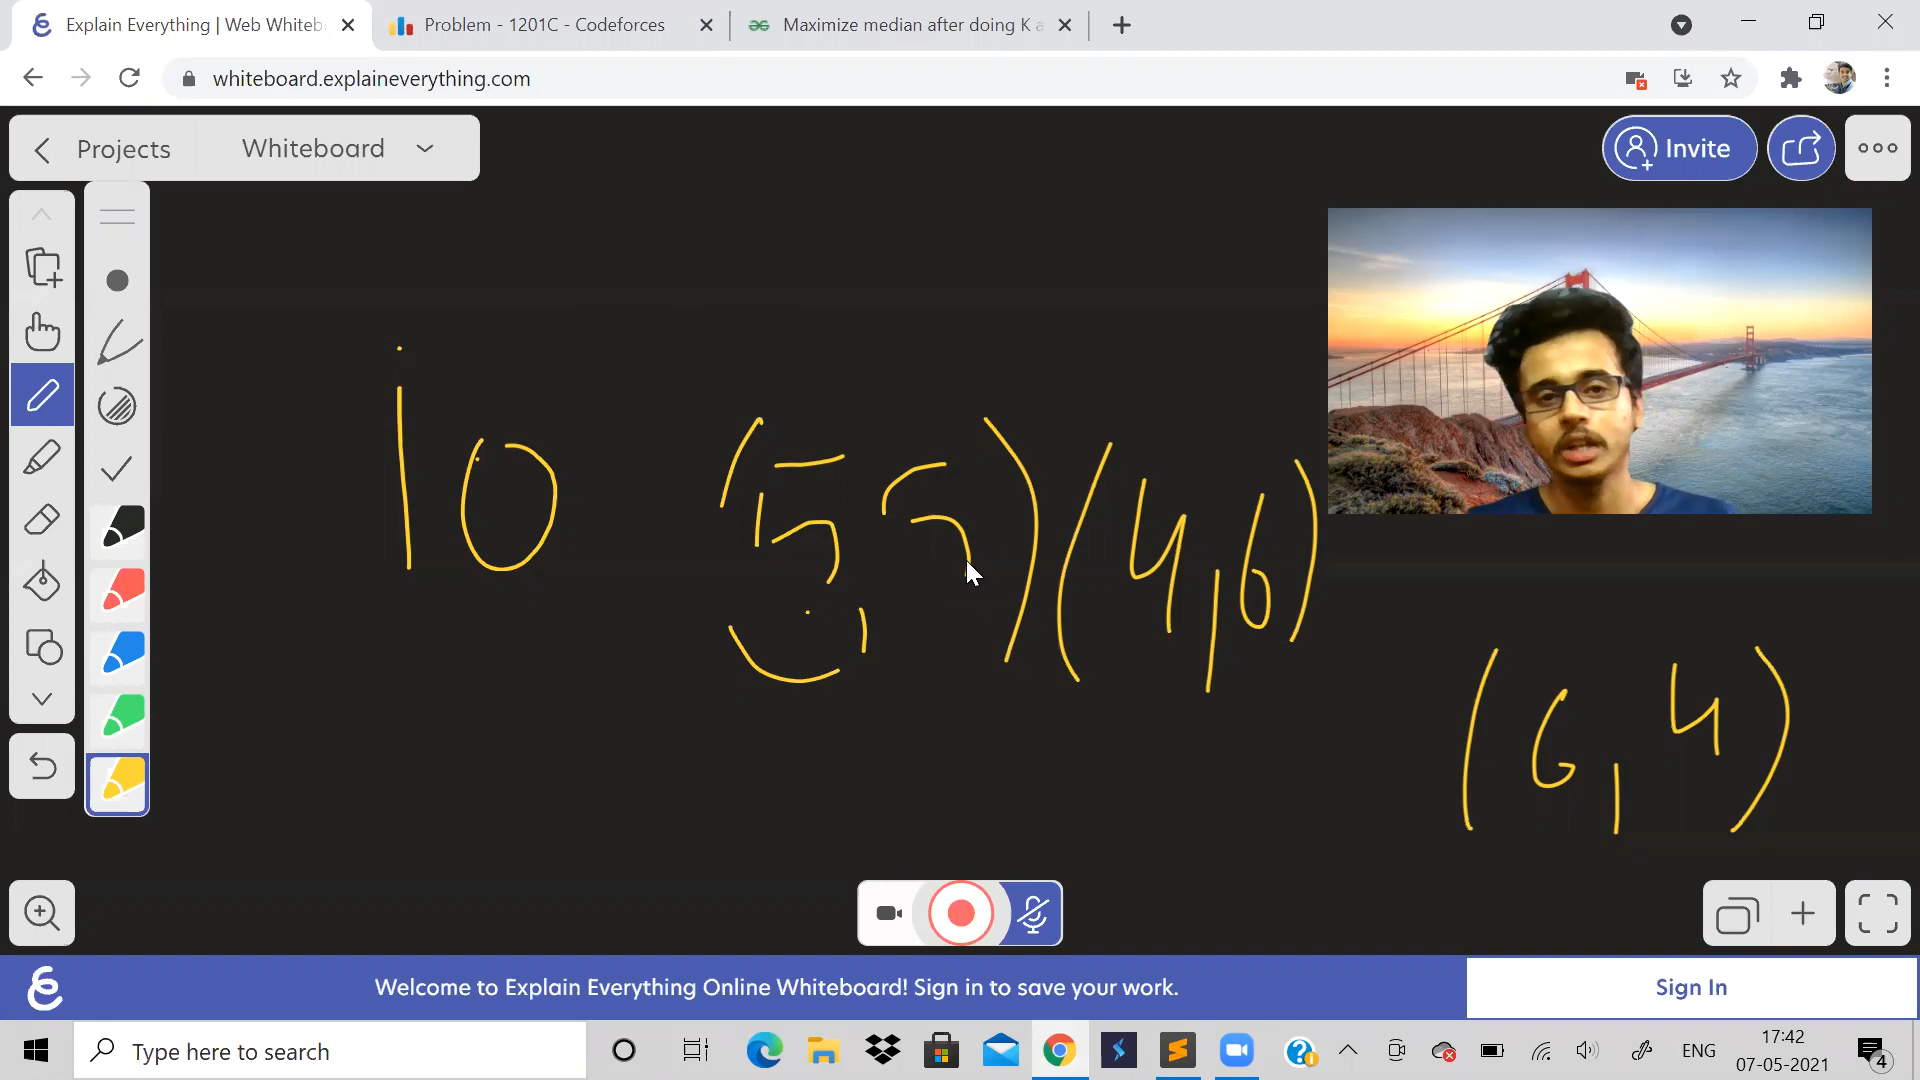 Explain Everything | Web Whiteb
Problem - 1201C - Codeforces
Maximize median after doing K a
whiteboard.explaineverything.com
Projects
Whiteboard
Invite
10 (5 5) (4,6)
(6,4)
Welcome to Explain Everything Online Whiteboard! Sign in to save your work.
Sign In
Type here to search
ENG
17:42
07-05-2021
4